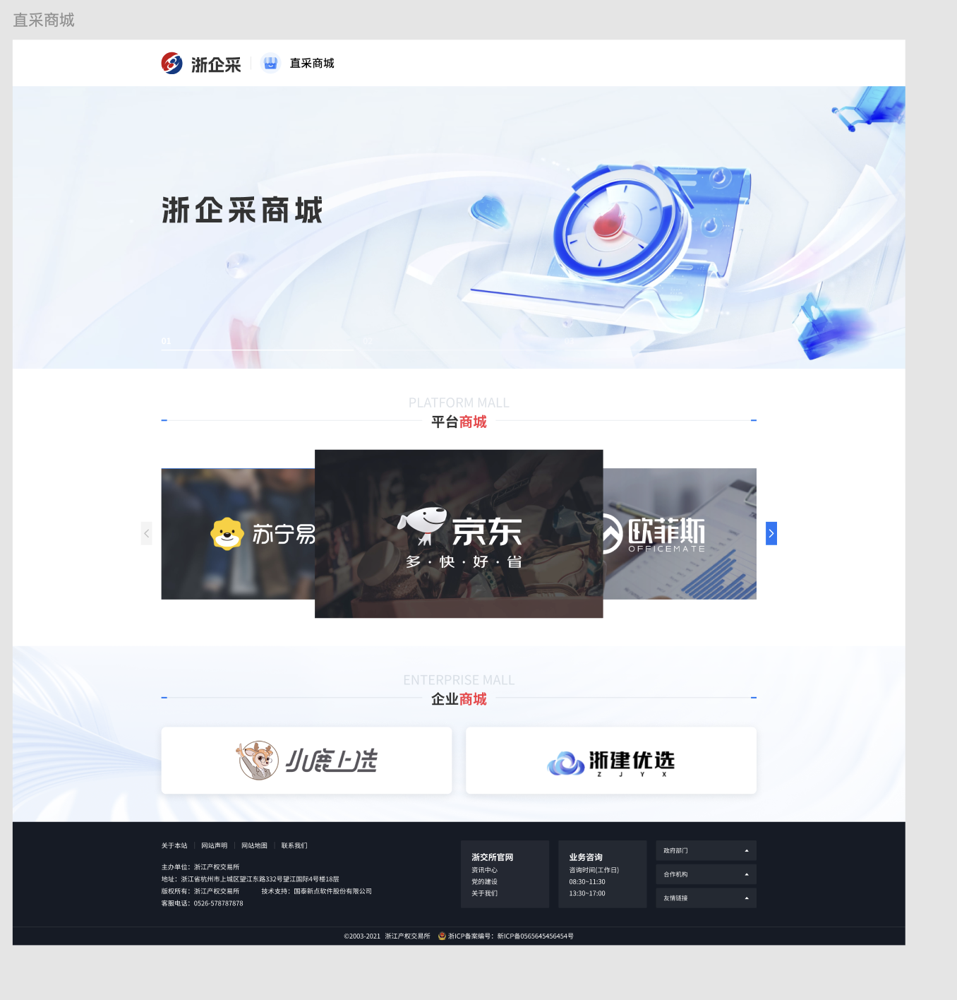 直采商城
浙企采 直采商城
浙企采商城
01 02 03
PLATFORM MALL
平台商城
苏宁易
京东
多·快·好·省
欧菲斯
OFFICEMATE
ENTERPRISE MALL
企业商城
小鹿上选
浙建优选
Z J Y X
关于本站 网站声明 网站地图 联系我们
主办单位：浙江产权交易所
地址：浙江省杭州市上城区望江东路332号望江国际4号楼18层
版权所有：浙江产权交易所 技术支持：国泰新点软件股份有限公司
客服电话：0526-578787878
浙交所官网
资讯中心
党的建设
关于我们
业务咨询
咨询时间(工作日)
08:30~11:30
13:30~17:00
政府部门
合作机构
友情链接
©2003-2021 浙江产权交易所 浙ICP备案编号：新ICP备0565645456454号